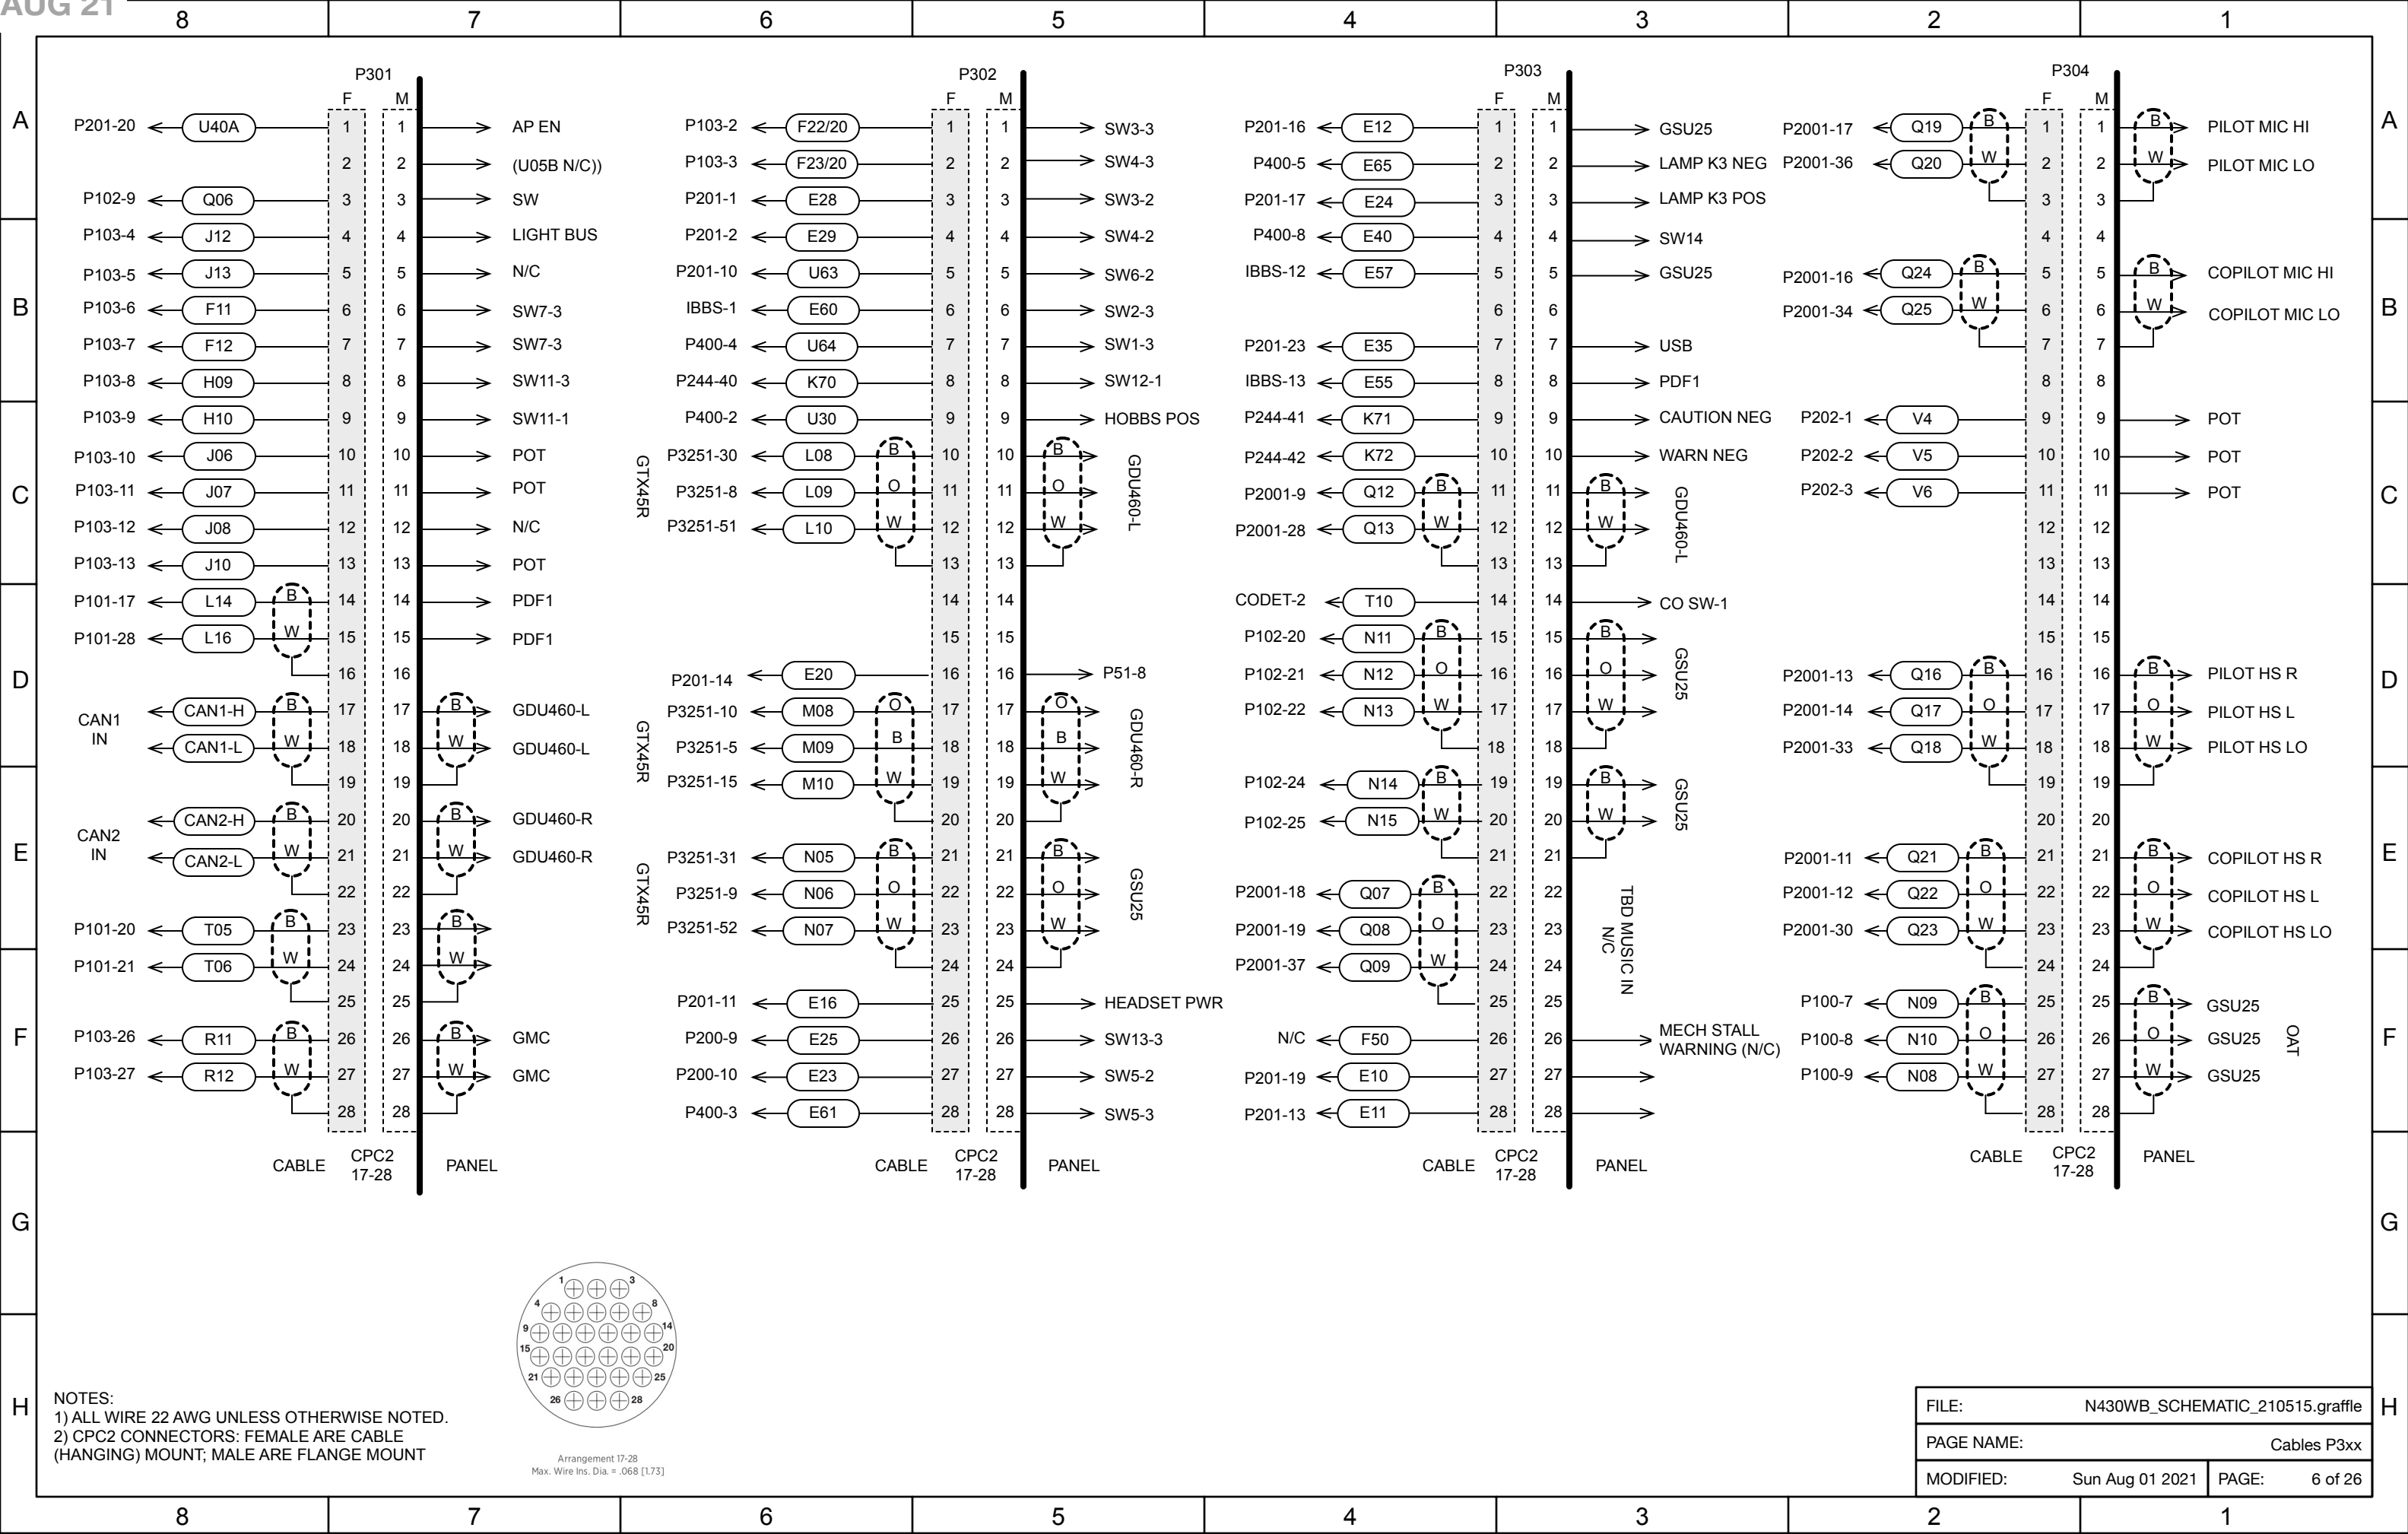 AUG 21
8 7 6 5 4 3 2 1
A
B
C
D
E
F
G
H
P301
F M
P201-20 U40A 1 1 AP EN
2 2 (U05B N/C))
P102-9 Q06 3 3 SW
P103-4 J12 4 4 LIGHT BUS
P103-5 J13 5 5 N/C
P103-6 F11 6 6 SW7-3
P103-7 F12 7 7 SW7-3
P103-8 H09 8 8 SW11-3
P103-9 H10 9 9 SW11-1
P103-10 J06 10 10 POT
P103-11 J07 11 11 POT
P103-12 J08 12 12 N/C
P103-13 J10 13 13 POT
P101-17 L14 B 14 14 PDF1
P101-28 L16 W 15 15 PDF1
16 16
CAN1
IN
CAN1-H B 17 17 B GDU460-L
CAN1-L W 18 18 W GDU460-L
19 19
CAN2
IN
CAN2-H B 20 20 B GDU460-R
CAN2-L W 21 21 W GDU460-R
22 22
P101-20 T05 B 23 23 B
P101-21 T06 W 24 24 W
25 25
P103-26 R11 B 26 26 B GMC
P103-27 R12 W 27 27 W GMC
28 28
CABLE CPC2 PANEL
17-28
P302
F M
P103-2 F22/20 1 1 SW3-3
P103-3 F23/20 2 2 SW4-3
P201-1 E28 3 3 SW3-2
P201-2 E29 4 4 SW4-2
P201-10 U63 5 5 SW6-2
IBBS-1 E60 6 6 SW2-3
P400-4 U64 7 7 SW1-3
P244-40 K70 8 8 SW12-1
P400-2 U30 9 9 HOBBS POS
GTX45R
P3251-30 L08 B 10 10 B
P3251-8 L09 O 11 11 O
P3251-51 L10 W 12 12 W
GDU460-L
13 13
14 14
15 15
P201-14 E20 16 16 P51-8
GTX45R
P3251-10 M08 O 17 17 O
P3251-5 M09 B 18 18 B
P3251-15 M10 W 19 19 W
GDU460-R
20 20
GTX45R
P3251-31 N05 B 21 21 B
P3251-9 N06 O 22 22 O
P3251-52 N07 W 23 23 W
GSU25
24 24
P201-11 E16 25 25 HEADSET PWR
P200-9 E25 26 26 SW13-3
P200-10 E23 27 27 SW5-2
P400-3 E61 28 28 SW5-3
CABLE CPC2 PANEL
17-28
P303
F M
P201-16 E12 1 1 GSU25
P400-5 E65 2 2 LAMP K3 NEG
P201-17 E24 3 3 LAMP K3 POS
P400-8 E40 4 4 SW14
IBBS-12 E57 5 5 GSU25
6 6
P201-23 E35 7 7 USB
IBBS-13 E55 8 8 PDF1
P244-41 K71 9 9 CAUTION NEG
P244-42 K72 10 10 WARN NEG
P2001-9 Q12 B 11 11 B
P2001-28 Q13 W 12 12 W
GDU460-L
13 13
CODET-2 T10 14 14 CO SW-1
P102-20 N11 B 15 15 B
P102-21 N12 O 16 16 O
P102-22 N13 W 17 17 W
GSU25
18 18
P102-24 N14 B 19 19 B
P102-25 N15 W 20 20 W
GSU25
21 21
P2001-18 Q07 B 22 22
P2001-19 Q08 O 23 23
P2001-37 Q09 W 24 24
TBD MUSIC IN
N/C
25 25
N/C F50 26 26 MECH STALL
WARNING (N/C)
P201-19 E10 27 27
P201-13 E11 28 28
CABLE CPC2 PANEL
17-28
P304
F M
P2001-17 Q19 B 1 1 B PILOT MIC HI
P2001-36 Q20 W 2 2 W PILOT MIC LO
3 3
4 4
P2001-16 Q24 B 5 5 B COPILOT MIC HI
P2001-34 Q25 W 6 6 W COPILOT MIC LO
7 7
8 8
P202-1 V4 9 9 POT
P202-2 V5 10 10 POT
P202-3 V6 11 11 POT
12 12
13 13
14 14
15 15
P2001-13 Q16 B 16 16 B PILOT HS R
P2001-14 Q17 O 17 17 O PILOT HS L
P2001-33 Q18 W 18 18 W PILOT HS LO
19 19
20 20
P2001-11 Q21 B 21 21 B COPILOT HS R
P2001-12 Q22 O 22 22 O COPILOT HS L
P2001-30 Q23 W 23 23 W COPILOT HS LO
24 24
P100-7 N09 B 25 25 B GSU25
P100-8 N10 O 26 26 O GSU25
P100-9 N08 W 27 27 W GSU25
OAT
28 28
CABLE CPC2 PANEL
17-28
1 3
4 8
9 14
15 20
21 25
26 28
Arrangement 17-28
Max. Wire Ins. Dia. = .068 [1.73]
NOTES:
1) ALL WIRE 22 AWG UNLESS OTHERWISE NOTED.
2) CPC2 CONNECTORS: FEMALE ARE CABLE
(HANGING) MOUNT; MALE ARE FLANGE MOUNT
FILE: N430WB_SCHEMATIC_210515.graffle
PAGE NAME: Cables P3xx
MODIFIED: Sun Aug 01 2021 PAGE: 6 of 26
A
B
C
D
E
F
G
H
8 7 6 5 4 3 2 1